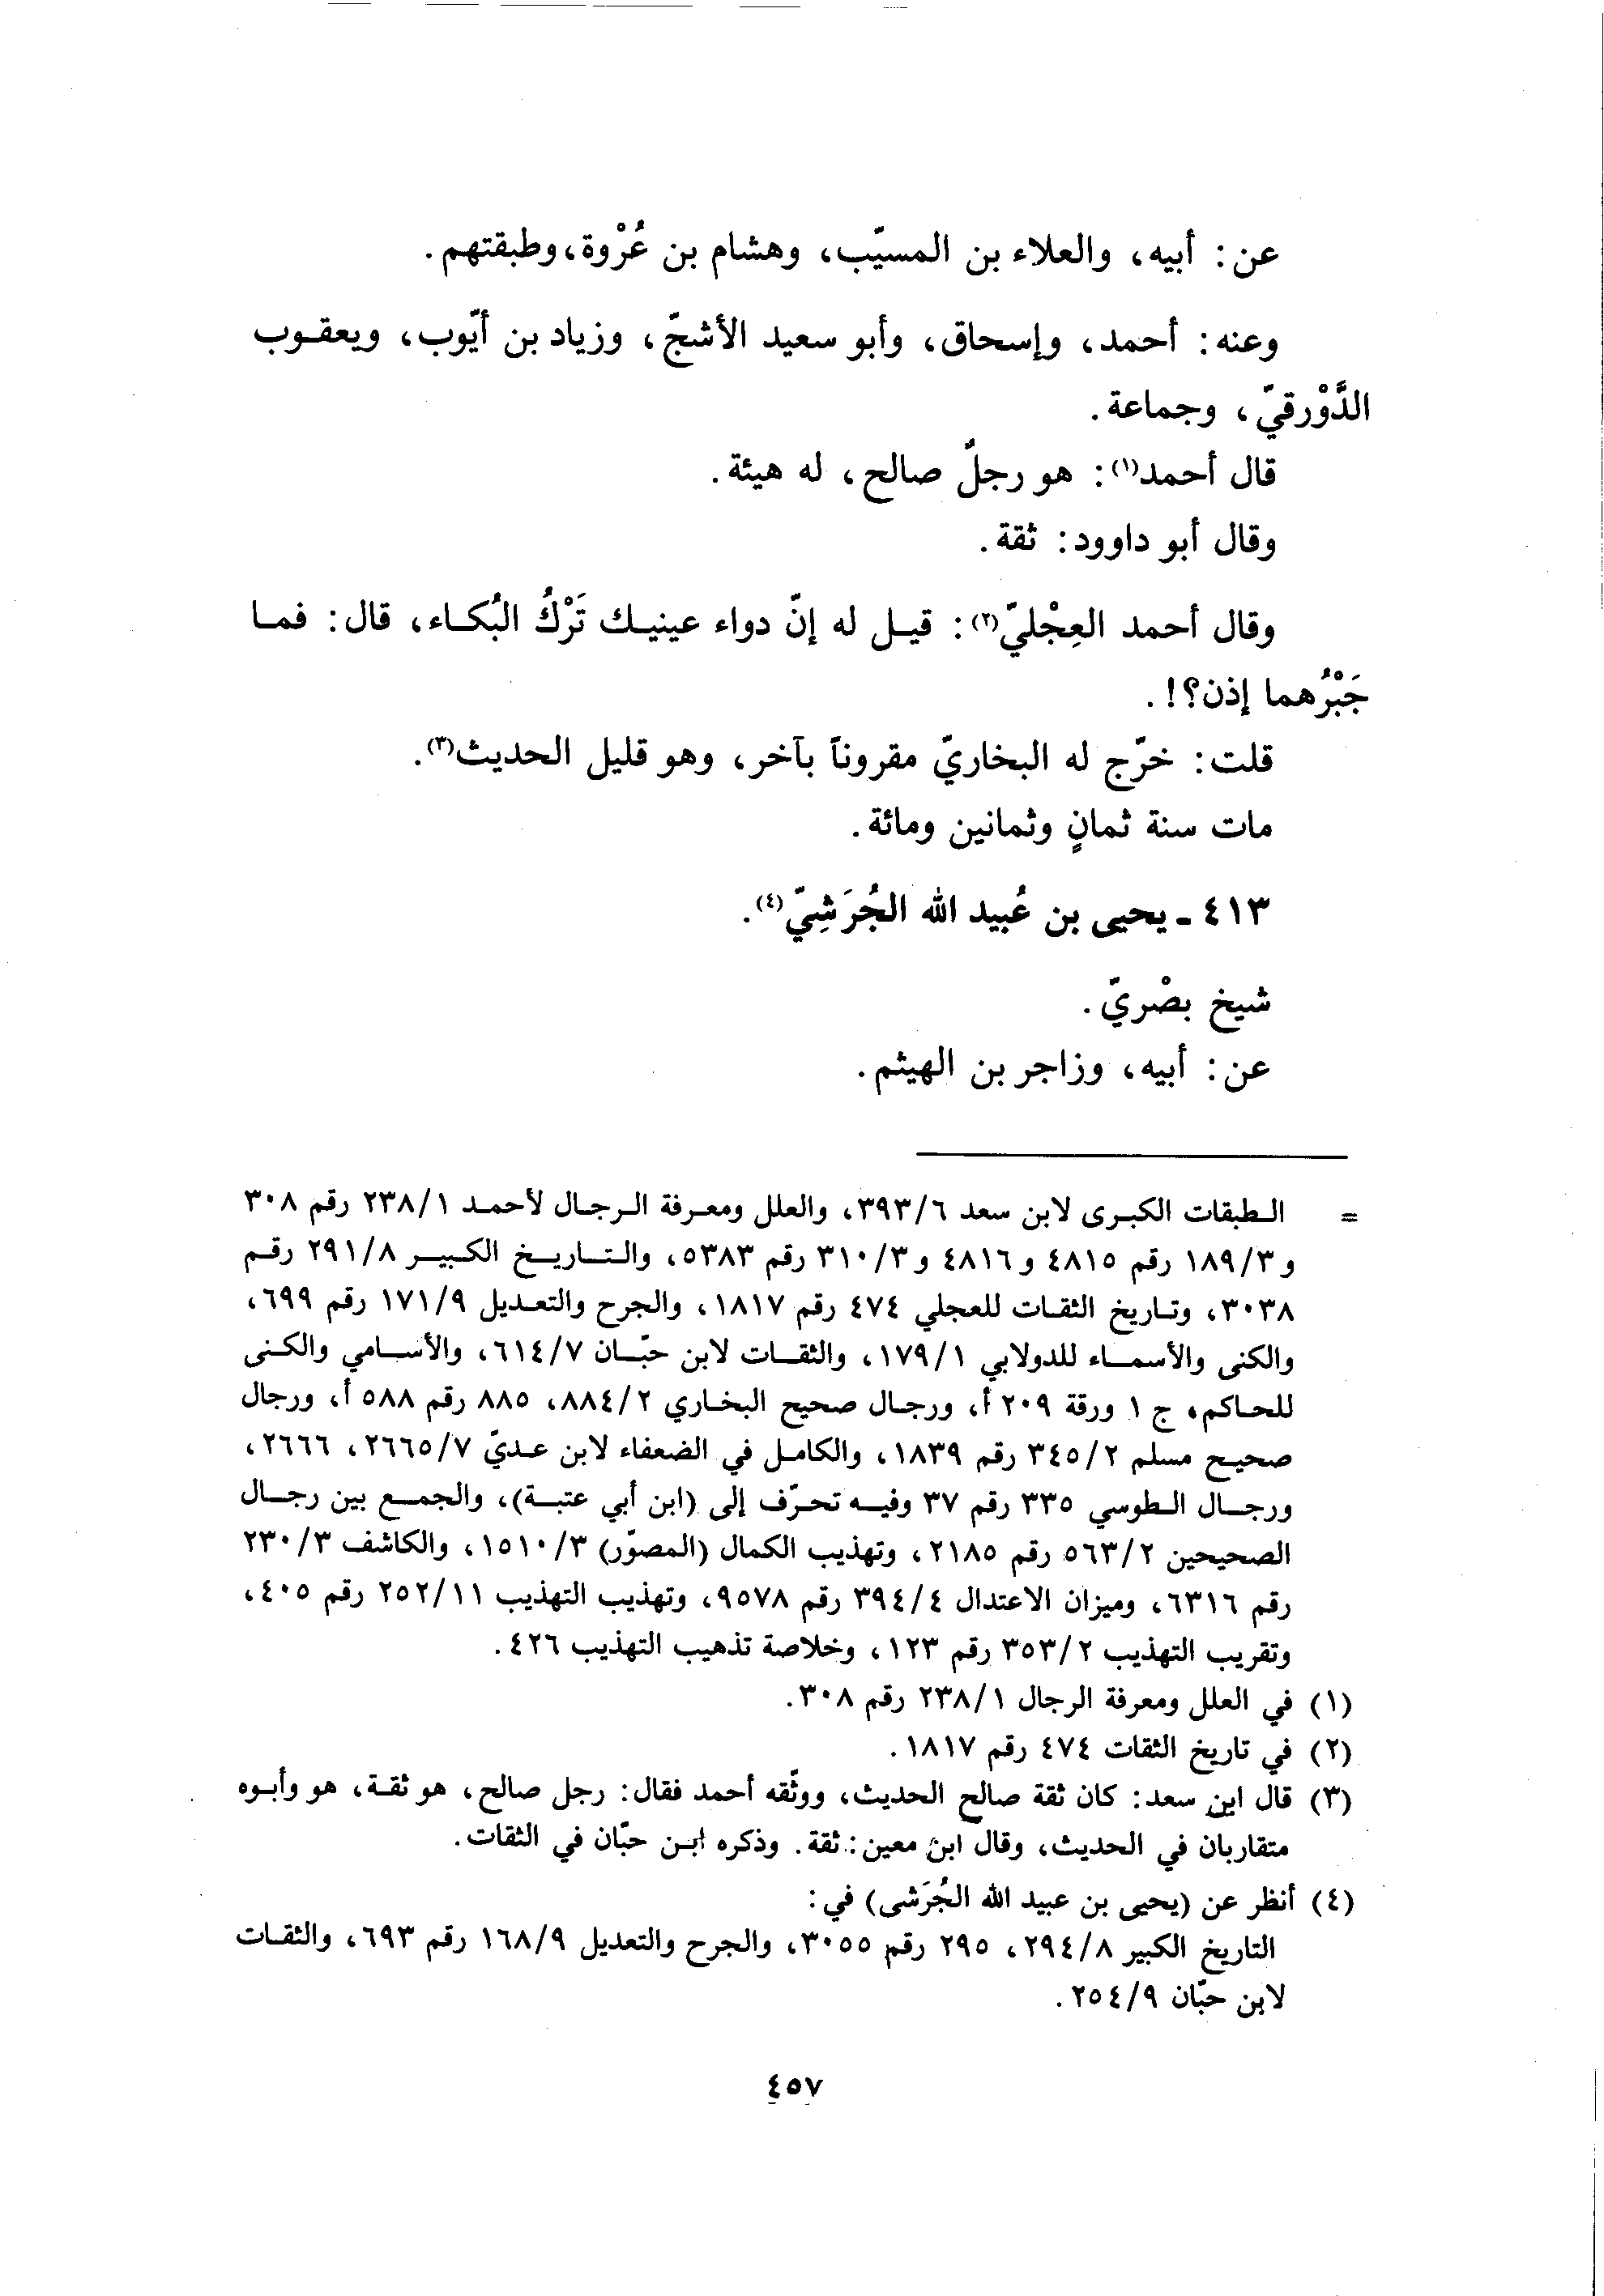 عن: أبيه، والعلاء بن المسيّب، وهشام بن عُرْوة، وطبقتهم.
وعنه: أحمد، وإسحاق، وأبو سعيد الأشجّ، وزياد بن أيّوب، ويعقوب
الدَّوْرقيّ، وجماعة.
قال أحمد(١): هو رجلٌ صالح، له هيئة.
وقال أبو داوود: ثقة.
وقال أحمد العِجْليّ(٢): قيل له إنّ دواء عينيك تَرْكُ البُكاء، قال: فما
جَبْرُهما إذن؟!.
قلت: خرّج له البخاريّ مقروناً بآخر، وهو قليل الحديث(٣).
مات سنة ثمانٍ وثمانين ومائة.
٤١٣ - يحيى بن عُبيد الله الجُرَشِيّ(٤).
شيخ بصْريّ.
عن: أبيه، وزاجر بن الهيثم.
= الطبقات الكبرى لابن سعد ٣٩٣/٦، والعلل ومعرفة الرجال لأحمد ٢٣٨/١ رقم ٣٠٨
و ١٨٩/٣ رقم ٤٨١٥ و ٤٨١٦ و ٣١٠/٣ رقم ٥٣٨٣، والتاريخ الكبير ٢٩١/٨ رقم
٣٠٣٨، وتاريخ الثقات للعجلي ٤٧٤ رقم ١٨١٧، والجرح والتعديل ١٧١/٩ رقم ٦٩٩،
والكنى والأسماء للدولابي ١٧٩/١، والثقات لابن حبّان ٦١٤/٧، والأسامي والكنى
للحاكم، ج ١ ورقة ٢٠٩ أ، ورجال صحيح البخاري ٨٨٤/٢، ٨٨٥ رقم ٥٨٨ أ، ورجال
صحيح مسلم ٣٤٥/٢ رقم ١٨٣٩، والكامل في الضعفاء لابن عديّ ٢٦٦٥/٧، ٢٦٦٦،
ورجال الطوسي ٣٣٥ رقم ٣٧ وفيه تحرّف إلى (ابن أبي عتبة)، والجمع بين رجال
الصحيحين ٥٦٣/٢ رقم ٢١٨٥، وتهذيب الكمال (المصوّر) ١٥١٠/٣، والكاشف ٢٣٠/٣
رقم ٦٣١٦، وميزان الاعتدال ٣٩٤/٤ رقم ٩٥٧٨، وتهذيب التهذيب ٢٥٢/١١ رقم ٤٠٥،
وتقريب التهذيب ٣٥٣/٢ رقم ١٢٣، وخلاصة تذهيب التهذيب ٤٢٦.
(١) في العلل ومعرفة الرجال ٢٣٨/١ رقم ٣٠٨.
(٢) في تاريخ الثقات ٤٧٤ رقم ١٨١٧.
(٣) قال ابن سعد: كان ثقة صالح الحديث، ووثّقه أحمد فقال: رجل صالح، هو ثقة، هو وأبوه
متقاربان في الحديث، وقال ابن معين: ثقة. وذكره ابن حبّان في الثقات.
(٤) أنظر عن (يحيى بن عبيد الله الجُرَشى) في:
التاريخ الكبير ٢٩٤/٨، ٢٩٥ رقم ٣٠٥٥، والجرح والتعديل ١٦٨/٩ رقم ٦٩٣، والثقات
لابن حبّان ٢٥٤/٩.
٤٥٧